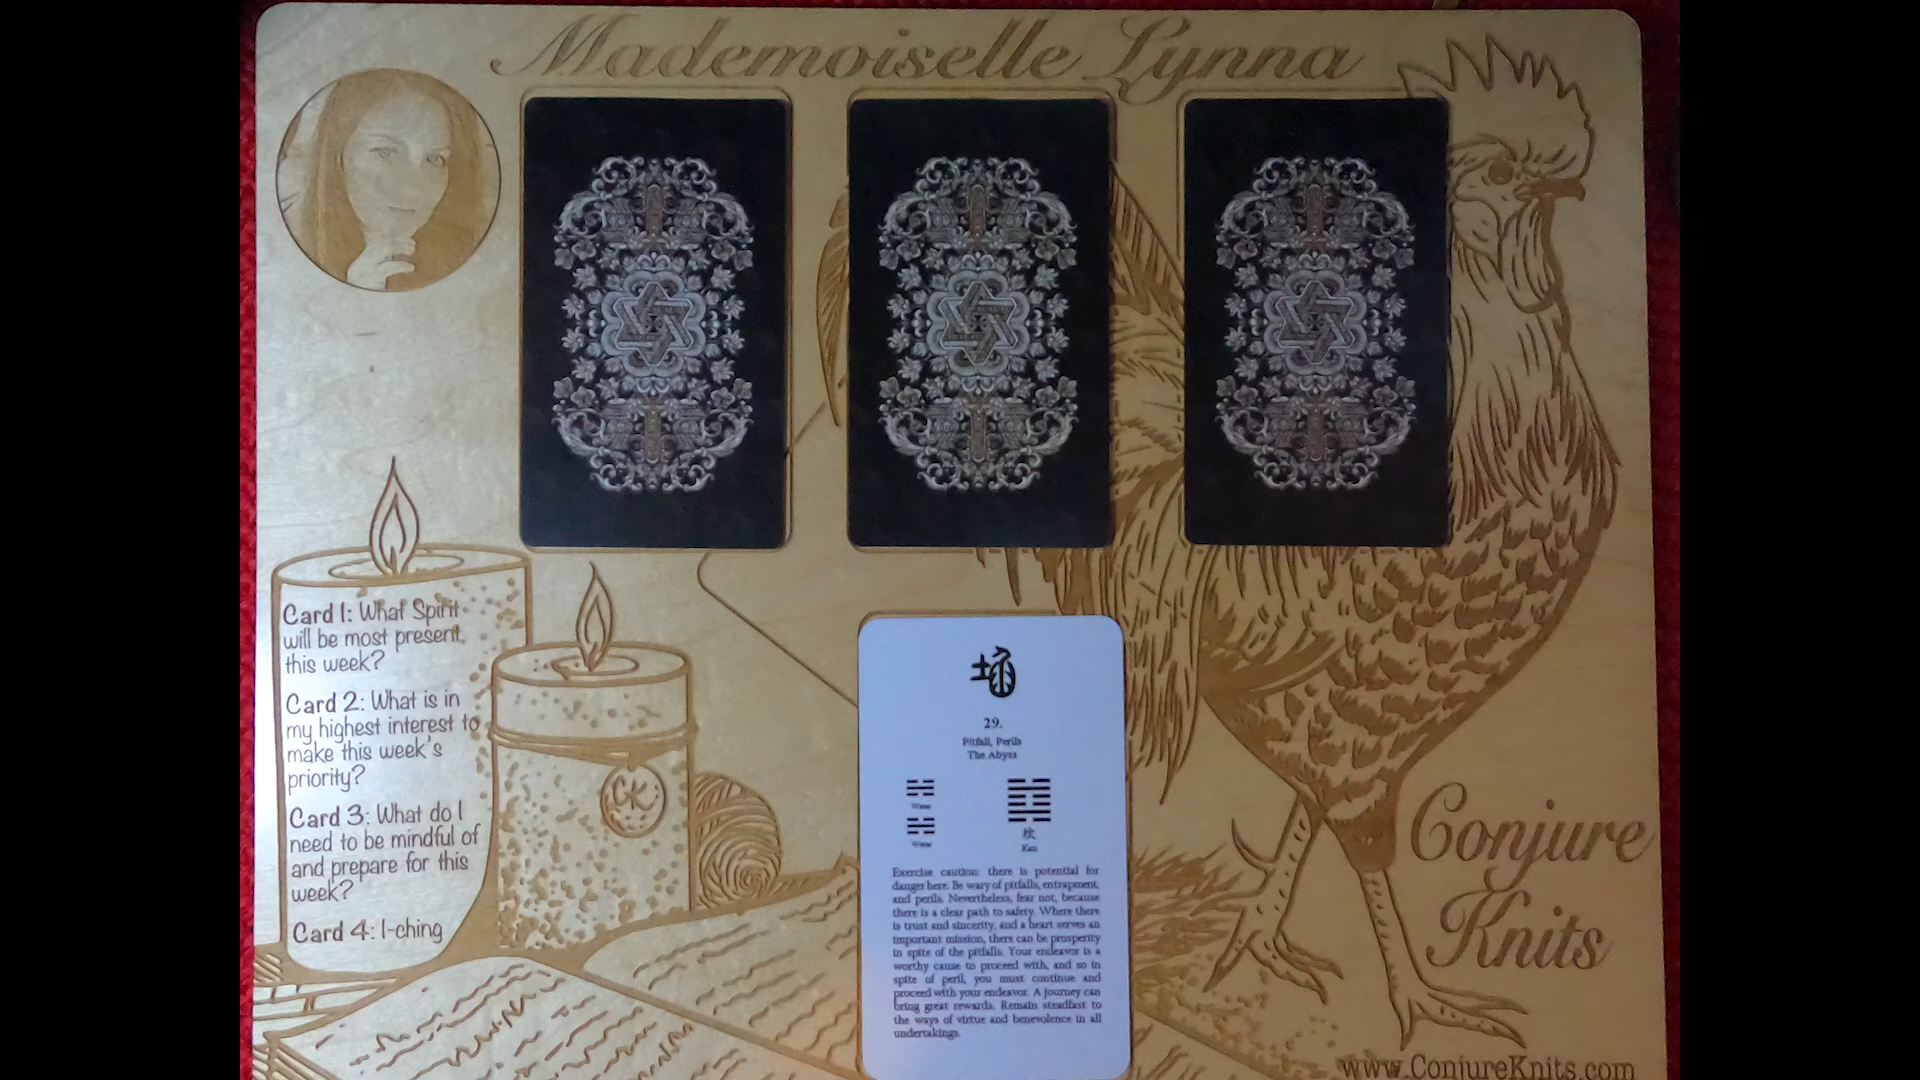 Mademoiselle Lynna
Card 1: What Spirit
will be most present
this week?
Card 2: What is in
my highest interest to
make this week's
priority?
Card 3: What do I
need to be mindful of
and prepare for this
week?
Card 4: I-ching
CK
29.
Pitfall, Perils
The Abyss
Water
Water
坎
Kan
Exercise caution: there is potential for
danger here. Be wary of pitfalls, entrapment,
and perils. Nevertheless, fear not, because
there is a clear path to safety. Where there
is trust and sincerity, and a heart serves an
important mission, there can be prosperity
in spite of the pitfalls. Your endeavor is a
worthy cause to proceed with, and so in
spite of peril, you must continue and
proceed with your endeavor. A journey can
bring great rewards. Remain steadfast to
the ways of virtue and benevolence in all
undertakings.
Conjure
Knits
www.ConjureKnits.com